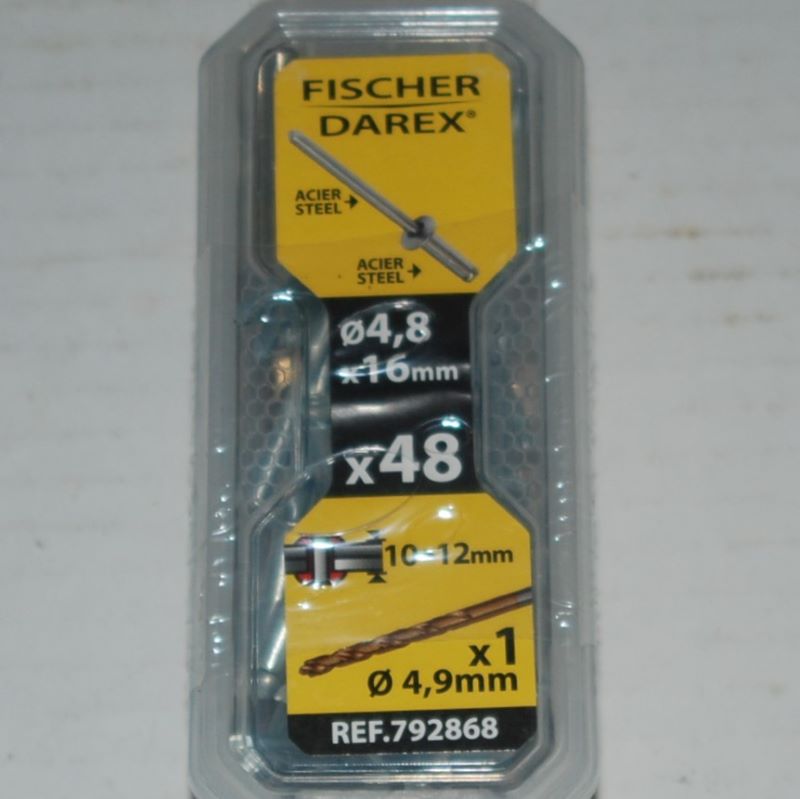 FISCHER
DAREX®
ACIER
STEEL
ACIER
STEEL
Ø4,8
x16mm
x48
10-12mm
x1
Ø 4,9mm
REF.792868